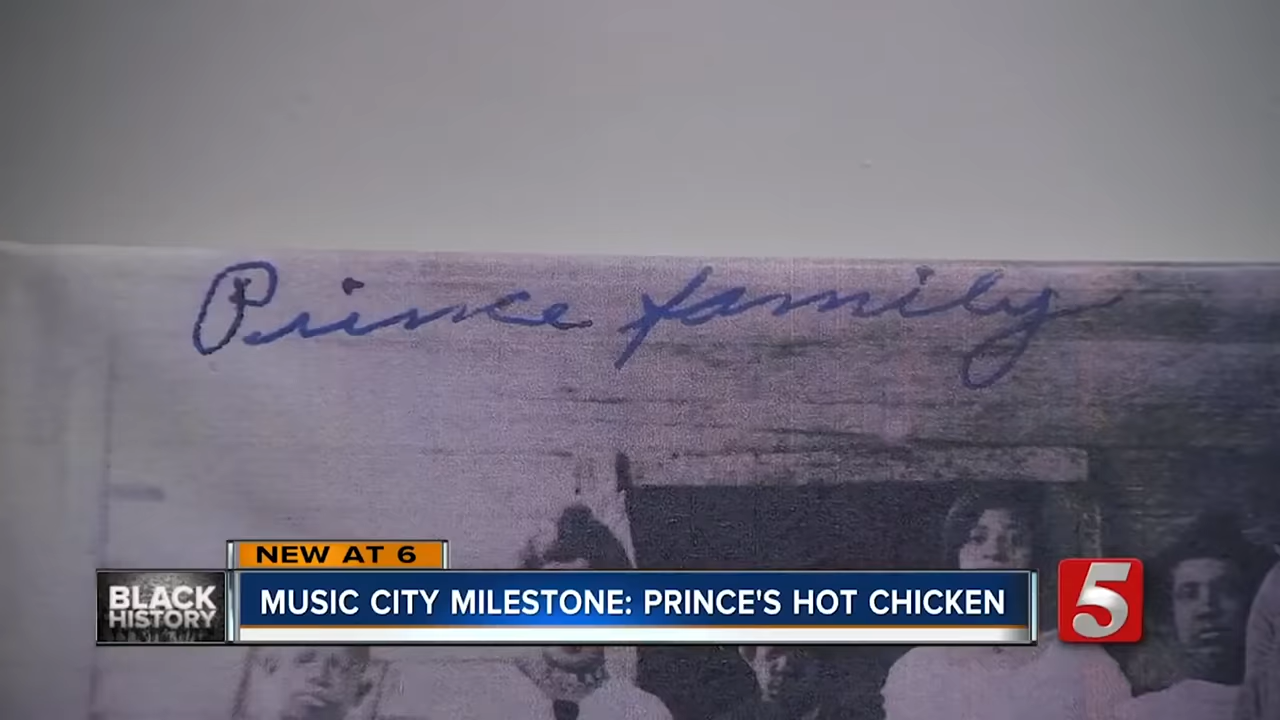 Prince family
NEW AT 6
BLACK
HISTORY
MUSIC CITY MILESTONE: PRINCE'S HOT CHICKEN
5